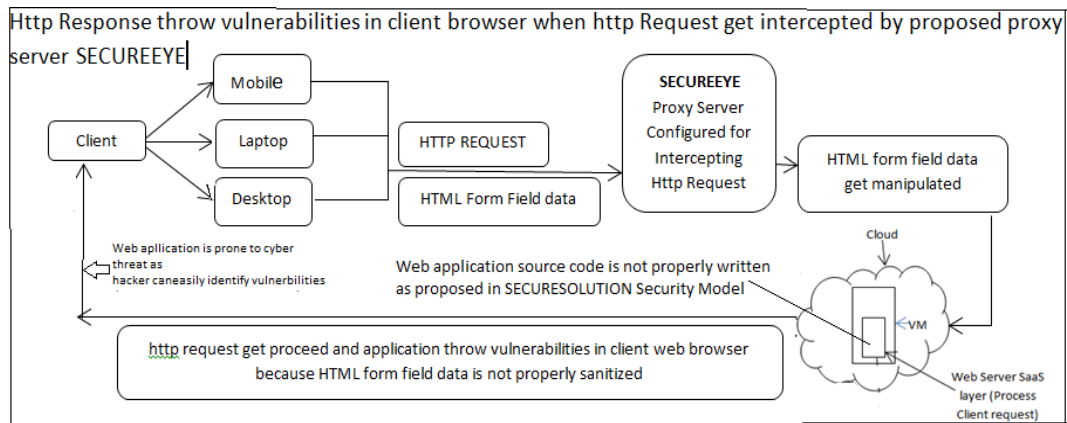 Http Response throw vulnerabilities in client browser when http Request get intercepted by proposed proxy
server SECUREEYE
Mobile
Client
Laptop
Desktop
HTTP REQUEST
HTML Form Field data
SECUREEYE
Proxy Server
Configured for
Intercepting
Http Request
HTML form field data
get manipulated
Web apllication is prone to cyber
threat as
hacker caneasily identify vulnerbilities
Web application source code is not properly written
as proposed in SECURESOLUTION Security Model
Cloud
VM
http request get proceed and application throw vulnerabilities in client web browser
because HTML form field data is not properly sanitized
Web Server SaaS
layer (Process
Client request)